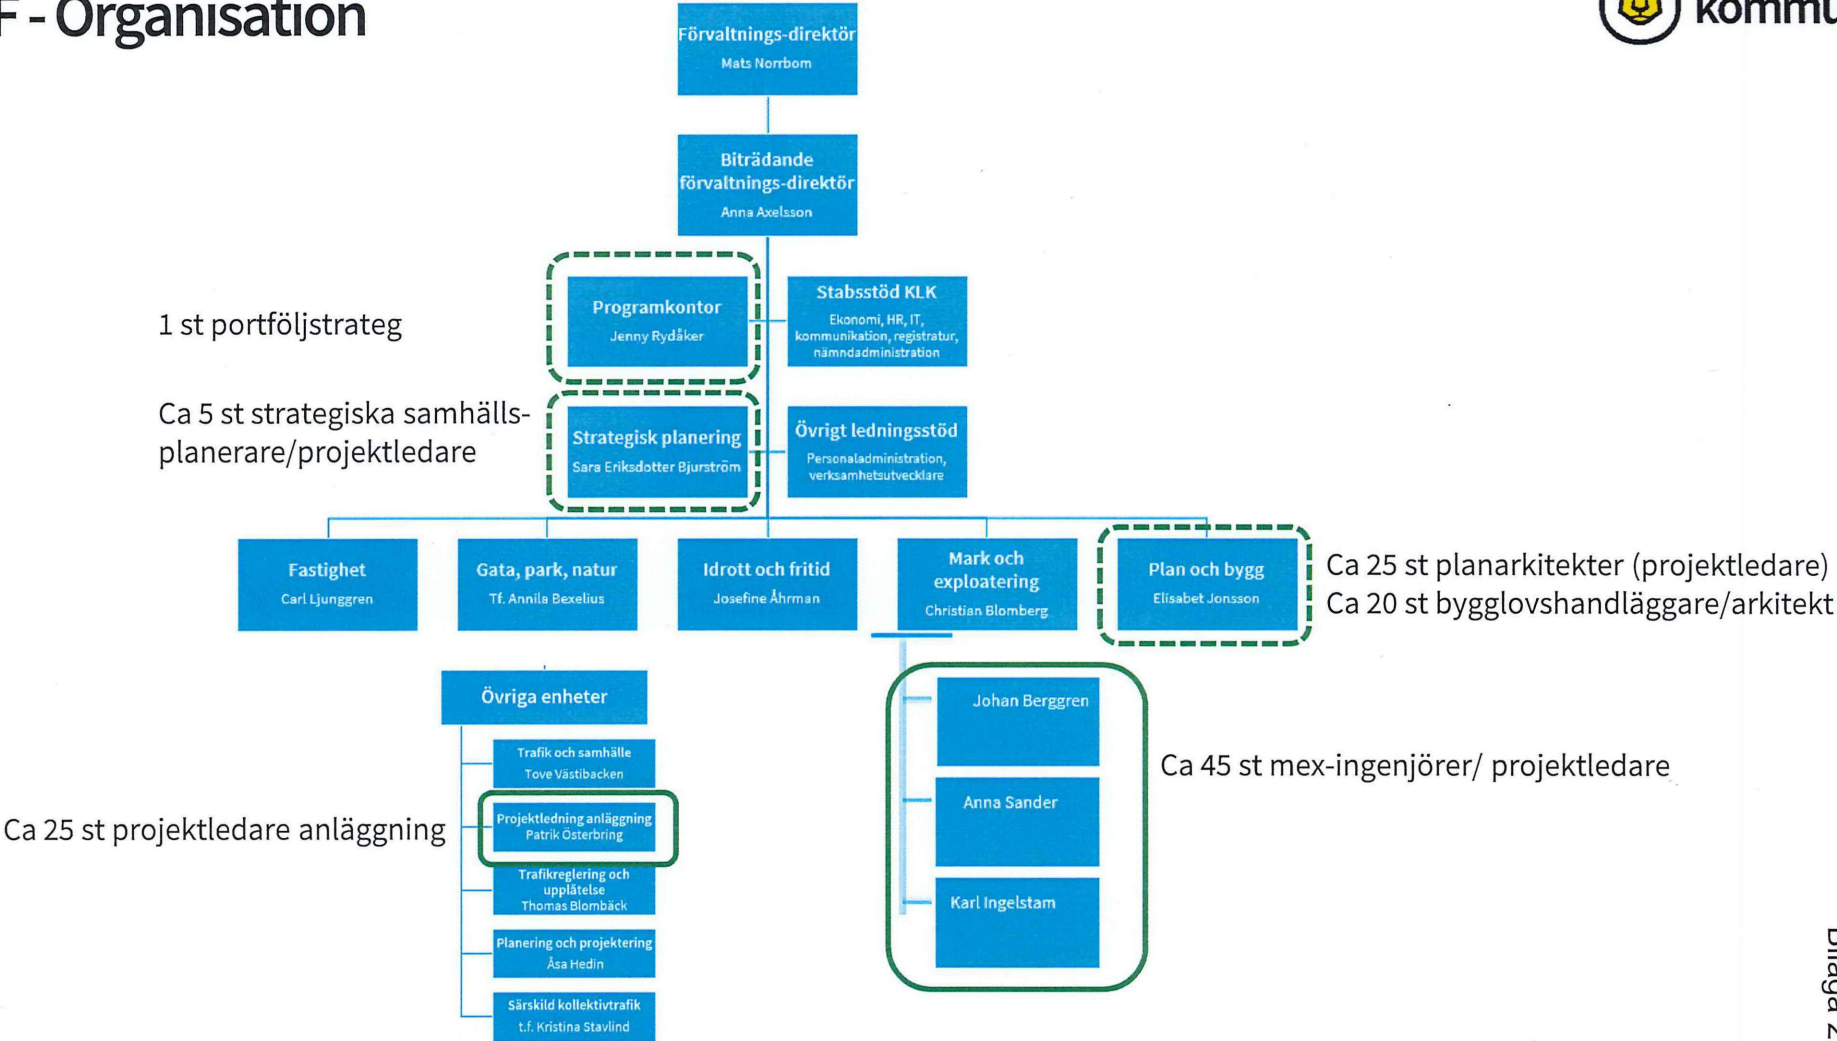 F - Organisation
kommu
Förvaltnings-direktör
Mats Norrbom
Biträdande
förvaltnings-direktör
Anna Axelsson
1 st portföljstrateg
Programkontor
Jenny Rydåker
Stabsstöd KLK
Ekonomi, HR, IT,
kommunikation, registratur,
nämndadministration
Ca 5 st strategiska samhälls-
planerare/projektledare
Strategisk planering
Sara Eriksdotter Bjurström
Övrigt ledningsstöd
Personaladministration,
verksamhetsutvecklare
Fastighet
Carl Ljunggren
Gata, park, natur
Tf. Annila Bexelius
Idrott och fritid
Josefine Åhrman
Mark och
exploatering
Christian Blomberg
Plan och bygg
Elisabet Jonsson
Ca 25 st planarkitekter (projektledare)
Ca 20 st bygglovshandläggare/arkitekt
Övriga enheter
Trafik och samhälle
Tove Västibacken
Ca 25 st projektledare anläggning
Projektledning anläggning
Patrik Österbring
Trafikreglering och
upplåtelse
Thomas Blombäck
Planering och projektering
Åsa Hedin
Särskild kollektivtrafik
t.f. Kristina Stavlind
Johan Berggren
Anna Sander
Karl Ingelstam
Ca 45 st mex-ingenjörer/ projektledare
Bilaga 2